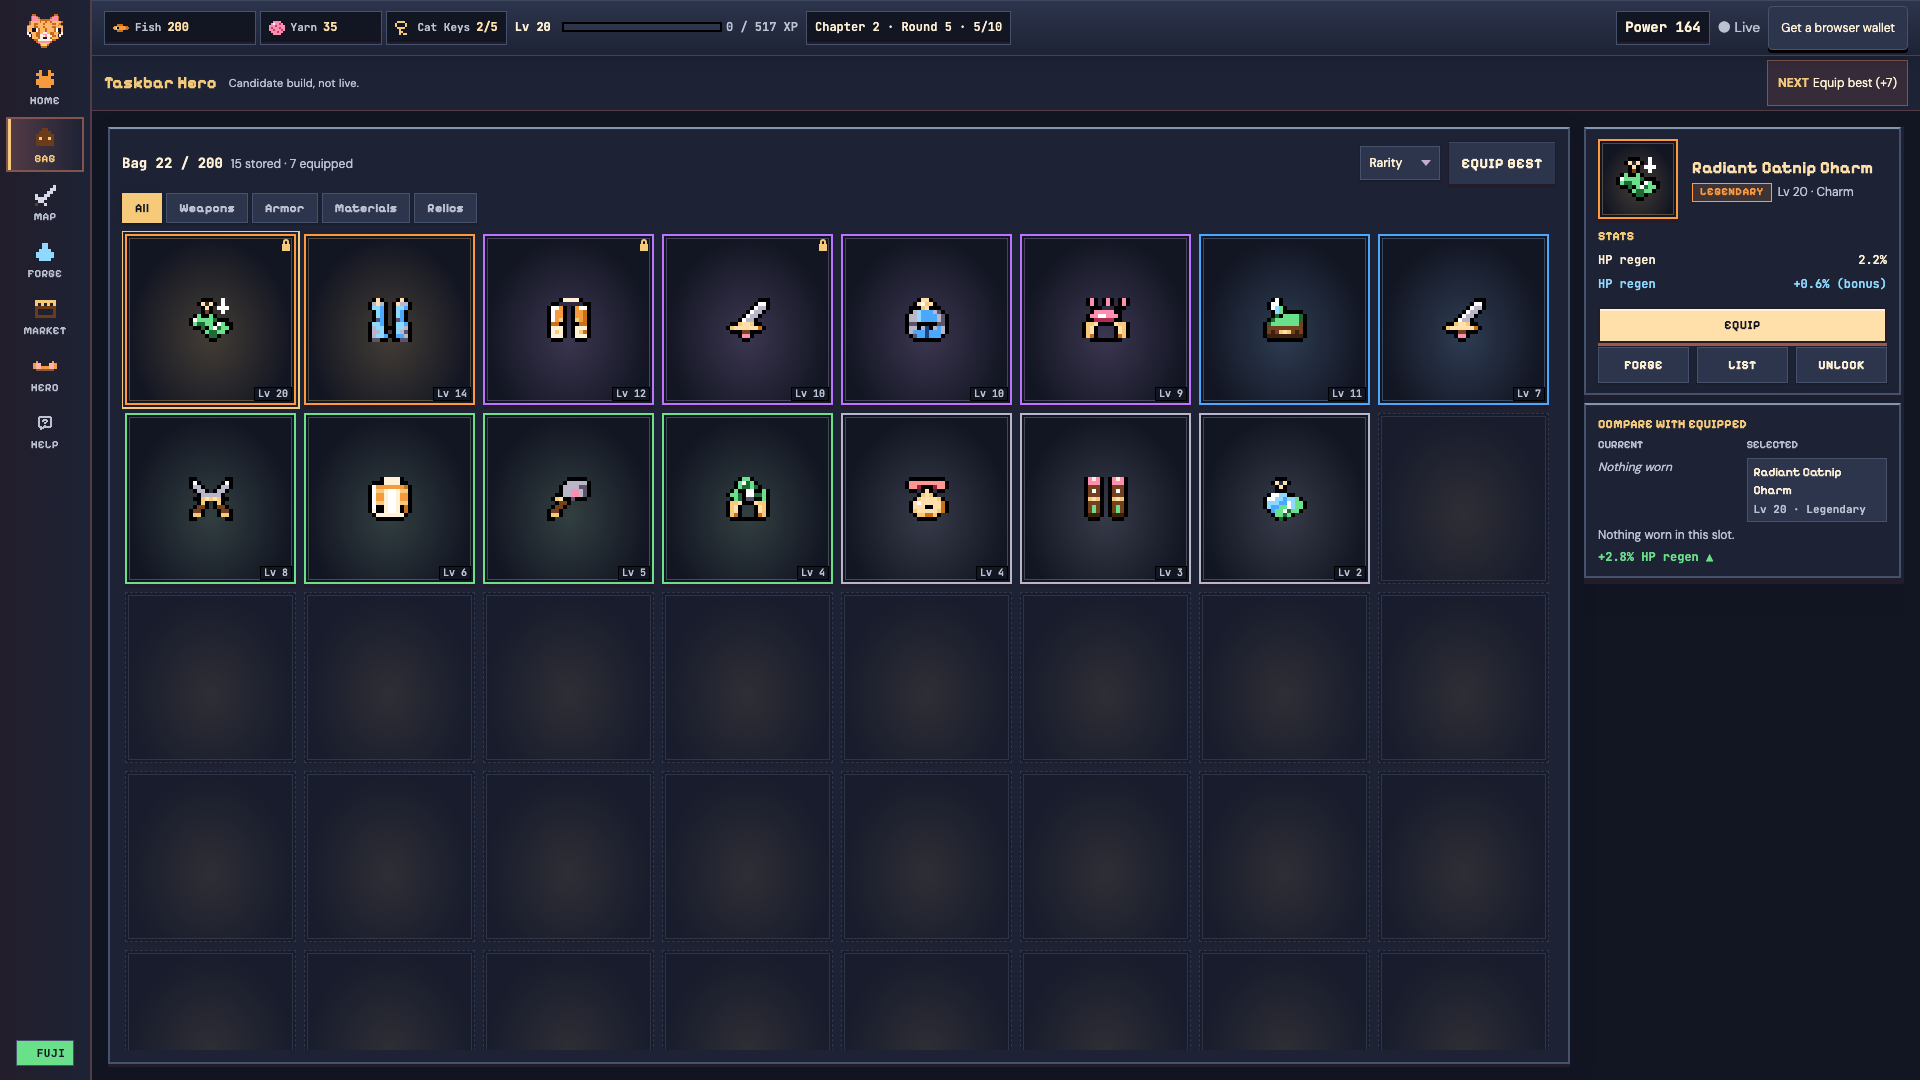 Fish 200
Yarn 35
Cat Keys 2/5
Lv 20
0 / 517 XP
Chapter 2 · Round 5 · 5/10
Power 164
Live
Get a browser wallet
Taskbar Hero
Candidate build, not live.
NEXT Equip best (+7)
HOME
BAG
MAP
FORGE
MARKET
HERO
HELP
FUJI
Bag 22 / 200
15 stored · 7 equipped
Rarity
EQUIP BEST
All
Weapons
Armor
Materials
Relics
Lv 20
Lv 14
Lv 12
Lv 10
Lv 10
Lv 9
Lv 11
Lv 7
Lv 8
Lv 6
Lv 5
Lv 4
Lv 4
Lv 3
Lv 2
Radiant Catnip Charm
LEGENDARY
Lv 20 · Charm
STATS
HP regen 2.2%
HP regen +0.6% (bonus)
EQUIP
FORGE
LIST
UNLOCK
COMPARE WITH EQUIPPED
CURRENT
SELECTED
Nothing worn
Radiant Catnip
Charm
Lv 20 · Legendary
Nothing worn in this slot.
+2.8% HP regen ▲